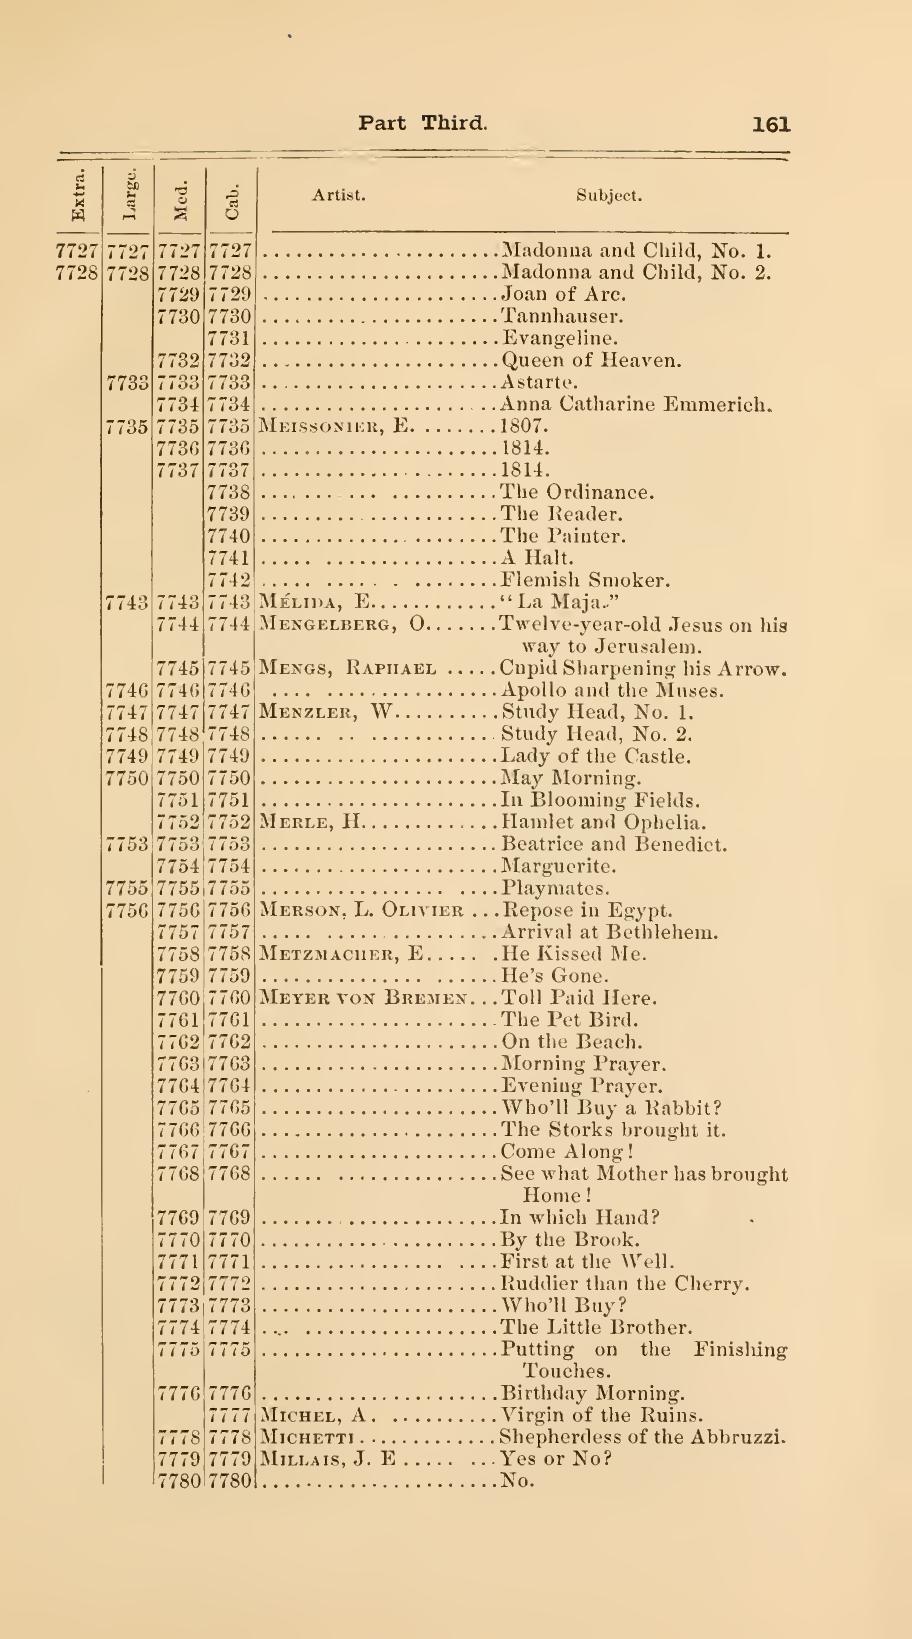 Part Third. 161
Extra. Large. Med. Cab. Artist. Subject.
7727 7727 7727 7727 ......................Madonna and Child, No. 1.
7728 7728 7728 7728 ......................Madonna and Child, No. 2.
7729 7729 ......................Joan of Arc.
7730 7730 ......................Tannhauser.
7731 ......................Evangeline.
7732 7732 ......................Queen of Heaven.
7733 7733 7733 ......................Astarte.
7734 7734 ......................Anna Catharine Emmerich.
7735 7735 7735 MEISSONIER, E. .......1807.
7736 7736 ......................1814.
7737 7737 ......................1814.
7738 ......................The Ordinance.
7739 ......................The Reader.
7740 ......................The Painter.
7741 ......................A Halt.
7742 ......................Flemish Smoker.
7743 7743 7743 MÉLIDA, E............"La Maja."
7744 7744 MENGELBERG, O.......Twelve-year-old Jesus on his
way to Jerusalem.
7745 7745 MENGS, RAPHAEL .....Cupid Sharpening his Arrow.
7746 7746 7746 ......................Apollo and the Muses.
7747 7747 7747 MENZLER, W..........Study Head, No. 1.
7748 7748 7748 ......................Study Head, No. 2.
7749 7749 7749 ......................Lady of the Castle.
7750 7750 7750 ......................May Morning.
7751 7751 ......................In Blooming Fields.
7752 7752 MERLE, H.............Hamlet and Ophelia.
7753 7753 7753 ......................Beatrice and Benedict.
7754 7754 ......................Marguerite.
7755 7755 7755 ......................Playmates.
7756 7756 7756 MERSON, L. OLIVIER ...Repose in Egypt.
7757 7757 ......................Arrival at Bethlehem.
7758 7758 METZMACHER, E...... .He Kissed Me.
7759 7759 ......................He's Gone.
7760 7760 MEYER VON BREMEN...Toll Paid Here.
7761 7761 ......................The Pet Bird.
7762 7762 ......................On the Beach.
7763 7763 ......................Morning Prayer.
7764 7764 ......................Evening Prayer.
7765 7765 ......................Who'll Buy a Rabbit?
7766 7766 ......................The Storks brought it.
7767 7767 ......................Come Along!
7768 7768 ......................See what Mother has brought
Home!
7769 7769 ......................In which Hand?
7770 7770 ......................By the Brook.
7771 7771 ......................First at the Well.
7772 7772 ......................Ruddier than the Cherry.
7773 7773 ......................Who'll Buy?
7774 7774 ......................The Little Brother.
7775 7775 ......................Putting on the Finishing
Touches.
7776 7776 ......................Birthday Morning.
7777 MICHEL, A. ..........Virgin of the Ruins.
7778 7778 MICHETTI.............Shepherdess of the Abbruzzi.
7779 7779 MILLAIS, J. E ..... ...Yes or No?
7780 7780 ......................No.